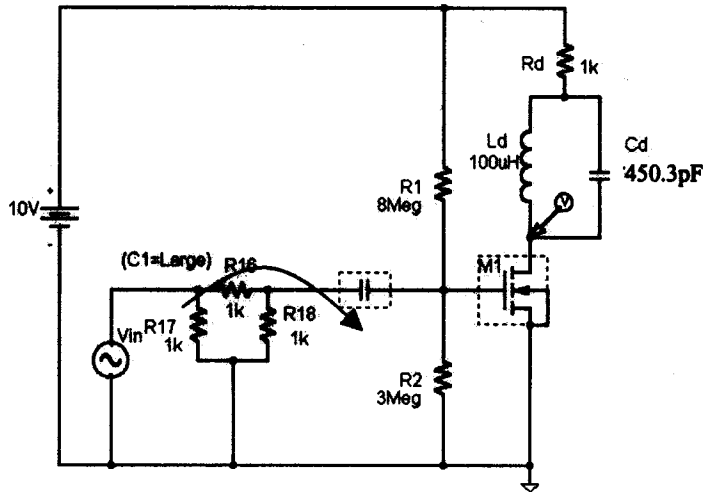 Rd
1k
Ld
100uH
Cd
450.3pF
R1
8Meg
+
10V
-
(C1=Large)
R16
1k
M1
V
Vin
R17
1k
R18
1k
R2
3Meg